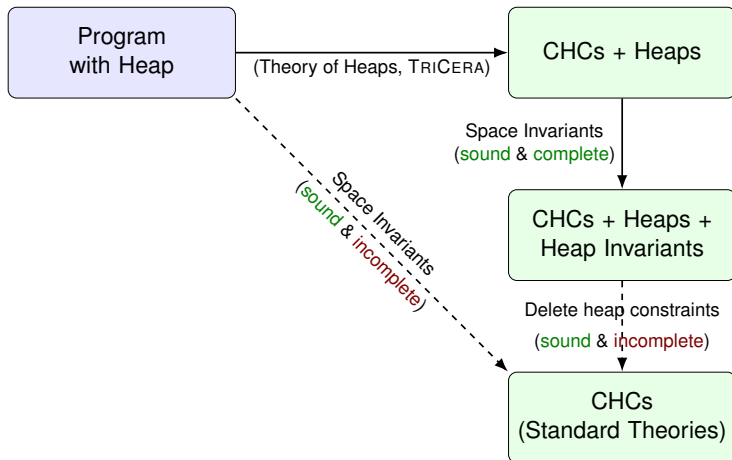 Program
with Heap
(Theory of Heaps, TRICERA)
CHCs + Heaps
Space Invariants
(sound & complete)
Space Invariants
(sound & incomplete)
CHCs + Heaps +
Heap Invariants
Delete heap constraints
(sound & incomplete)
CHCs
(Standard Theories)